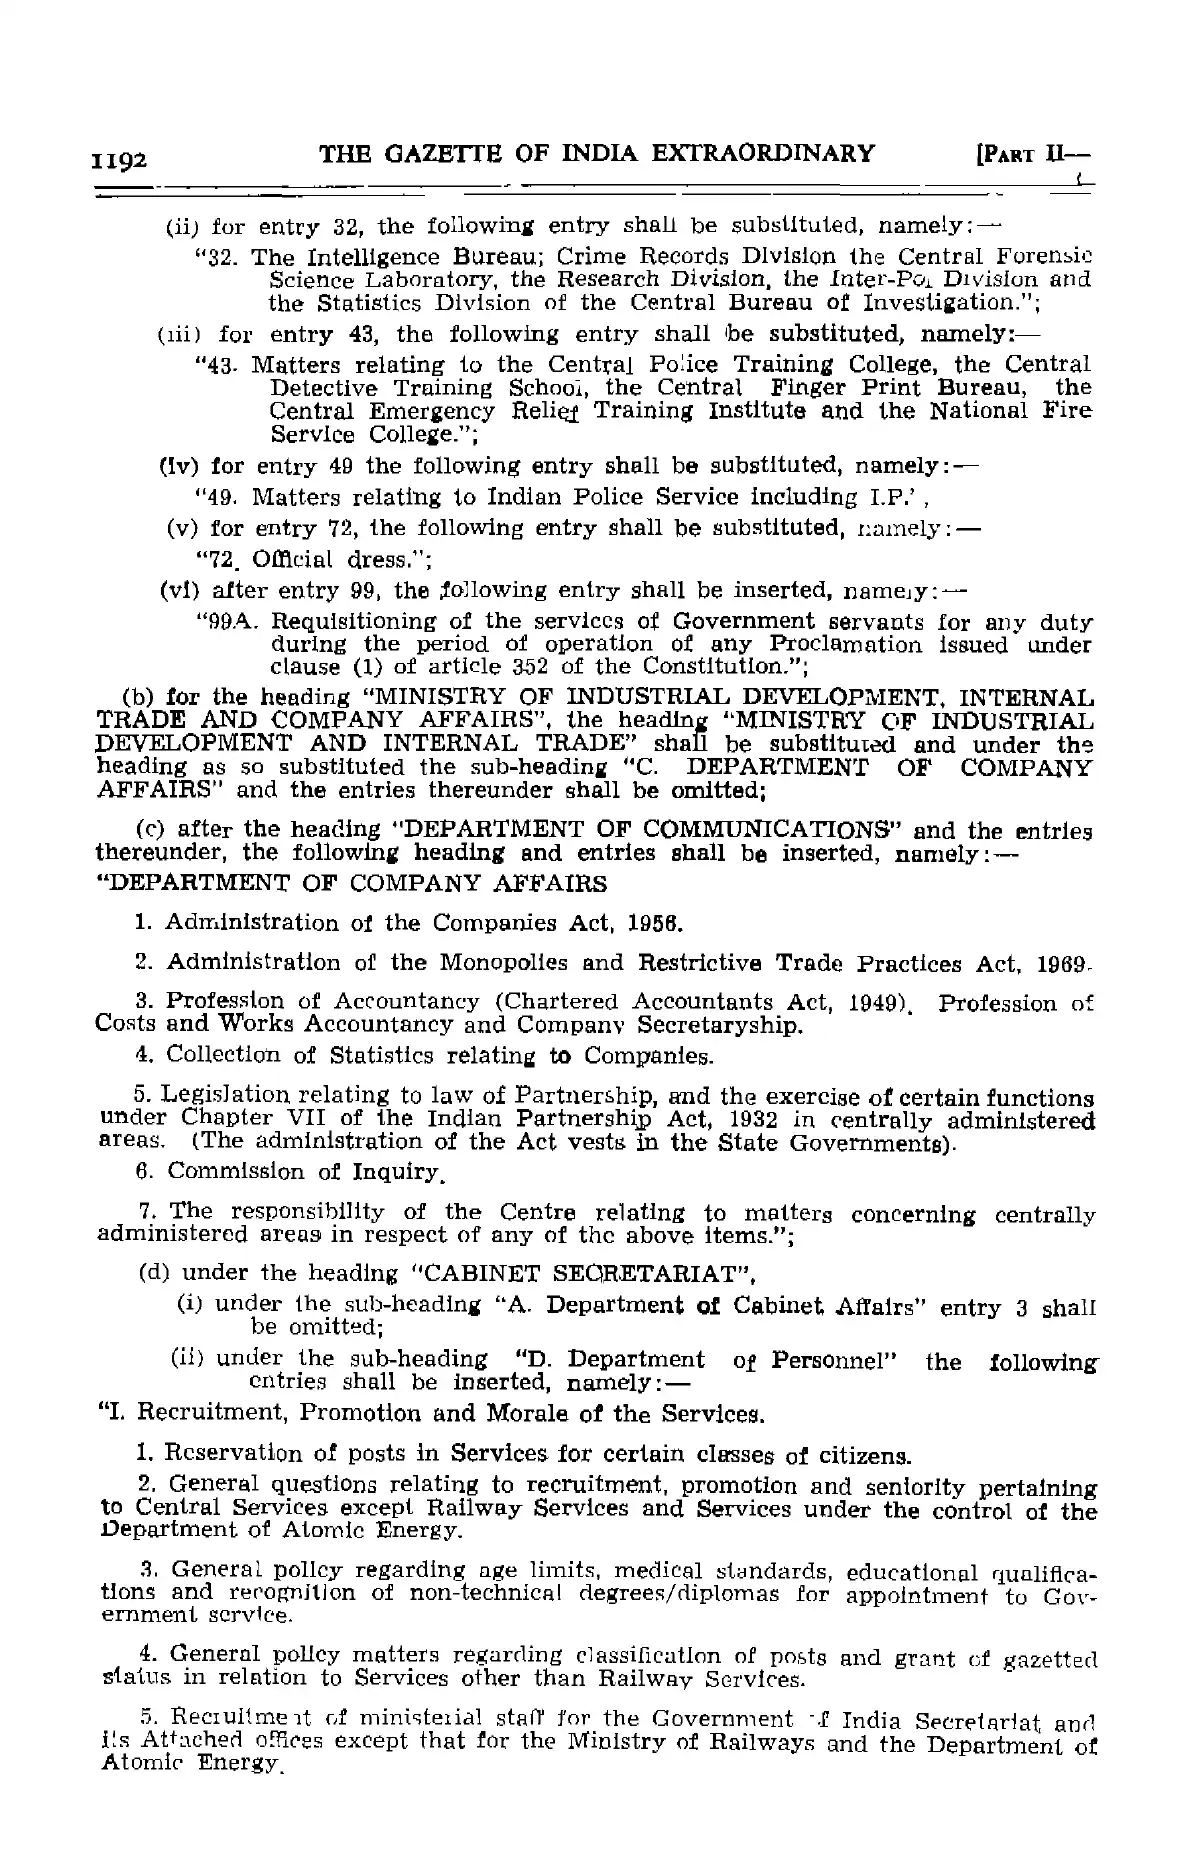 1192 THE GAZETTE OF INDIA EXTRAORDINARY [PART II—
(ii) for entry 32, the following entry shall be substituted, namely:—
"32. The Intelligence Bureau; Crime Records Division the Central Forensic
Science Laboratory, the Research Division, the Inter-Pol Division and
the Statistics Division of the Central Bureau of Investigation.";
(iii) for entry 43, the following entry shall be substituted, namely:—
"43. Matters relating to the Central Police Training College, the Central
Detective Training School, the Central Finger Print Bureau, the
Central Emergency Relief Training Institute and the National Fire
Service College.";
(iv) for entry 49 the following entry shall be substituted, namely:—
"49. Matters relating to Indian Police Service including I.P.',
(v) for entry 72, the following entry shall be substituted, namely:—
"72. Official dress.";
(vi) after entry 99, the following entry shall be inserted, namely:—
"99A. Requisitioning of the services of Government servants for any duty
during the period of operation of any Proclamation issued under
clause (1) of article 352 of the Constitution.";
(b) for the heading "MINISTRY OF INDUSTRIAL DEVELOPMENT, INTERNAL
TRADE AND COMPANY AFFAIRS", the heading "MINISTRY OF INDUSTRIAL
DEVELOPMENT AND INTERNAL TRADE" shall be substituted and under the
heading as so substituted the sub-heading "C. DEPARTMENT OF COMPANY
AFFAIRS" and the entries thereunder shall be omitted;
(c) after the heading "DEPARTMENT OF COMMUNICATIONS" and the entries
thereunder, the following heading and entries shall be inserted, namely:—
"DEPARTMENT OF COMPANY AFFAIRS
1. Administration of the Companies Act, 1956.
2. Administration of the Monopolies and Restrictive Trade Practices Act, 1969.
3. Profession of Accountancy (Chartered Accountants Act, 1949). Profession of
Costs and Works Accountancy and Company Secretaryship.
4. Collection of Statistics relating to Companies.
5. Legislation relating to law of Partnership, and the exercise of certain functions
under Chapter VII of the Indian Partnership Act, 1932 in centrally administered
areas. (The administration of the Act vests in the State Governments).
6. Commission of Inquiry.
7. The responsibility of the Centre relating to matters concerning centrally
administered areas in respect of any of the above items.";
(d) under the heading "CABINET SECRETARIAT",
(i) under the sub-heading "A. Department of Cabinet Affairs" entry 3 shall
be omitted;
(ii) under the sub-heading "D. Department of Personnel" the following
entries shall be inserted, namely:—
"I. Recruitment, Promotion and Morale of the Services.
1. Reservation of posts in Services for certain classes of citizens.
2. General questions relating to recruitment, promotion and seniority pertaining
to Central Services except Railway Services and Services under the control of the
Department of Atomic Energy.
3. General policy regarding age limits, medical standards, educational qualifica-
tions and recognition of non-technical degrees/diplomas for appointment to Gov-
ernment service.
4. General policy matters regarding classification of posts and grant of gazetted
status in relation to Services other than Railway Services.
5. Recruitment of ministerial staff for the Government of India Secretariat and
its Attached offices except that for the Ministry of Railways and the Department of
Atomic Energy.